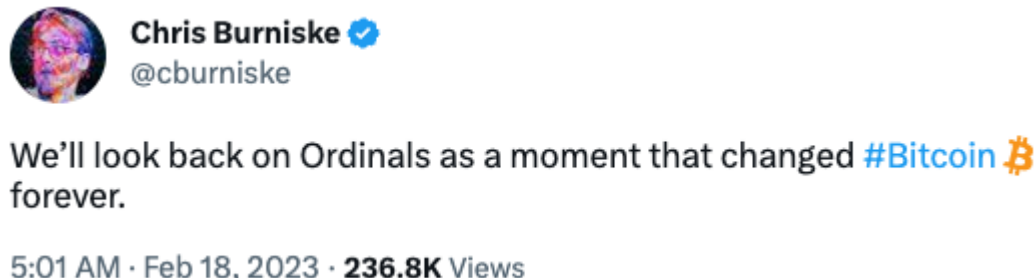 Chris Burniske
@cburniske
We’ll look back on Ordinals as a moment that changed #Bitcoin
forever.
5:01 AM · Feb 18, 2023 · 236.8K Views